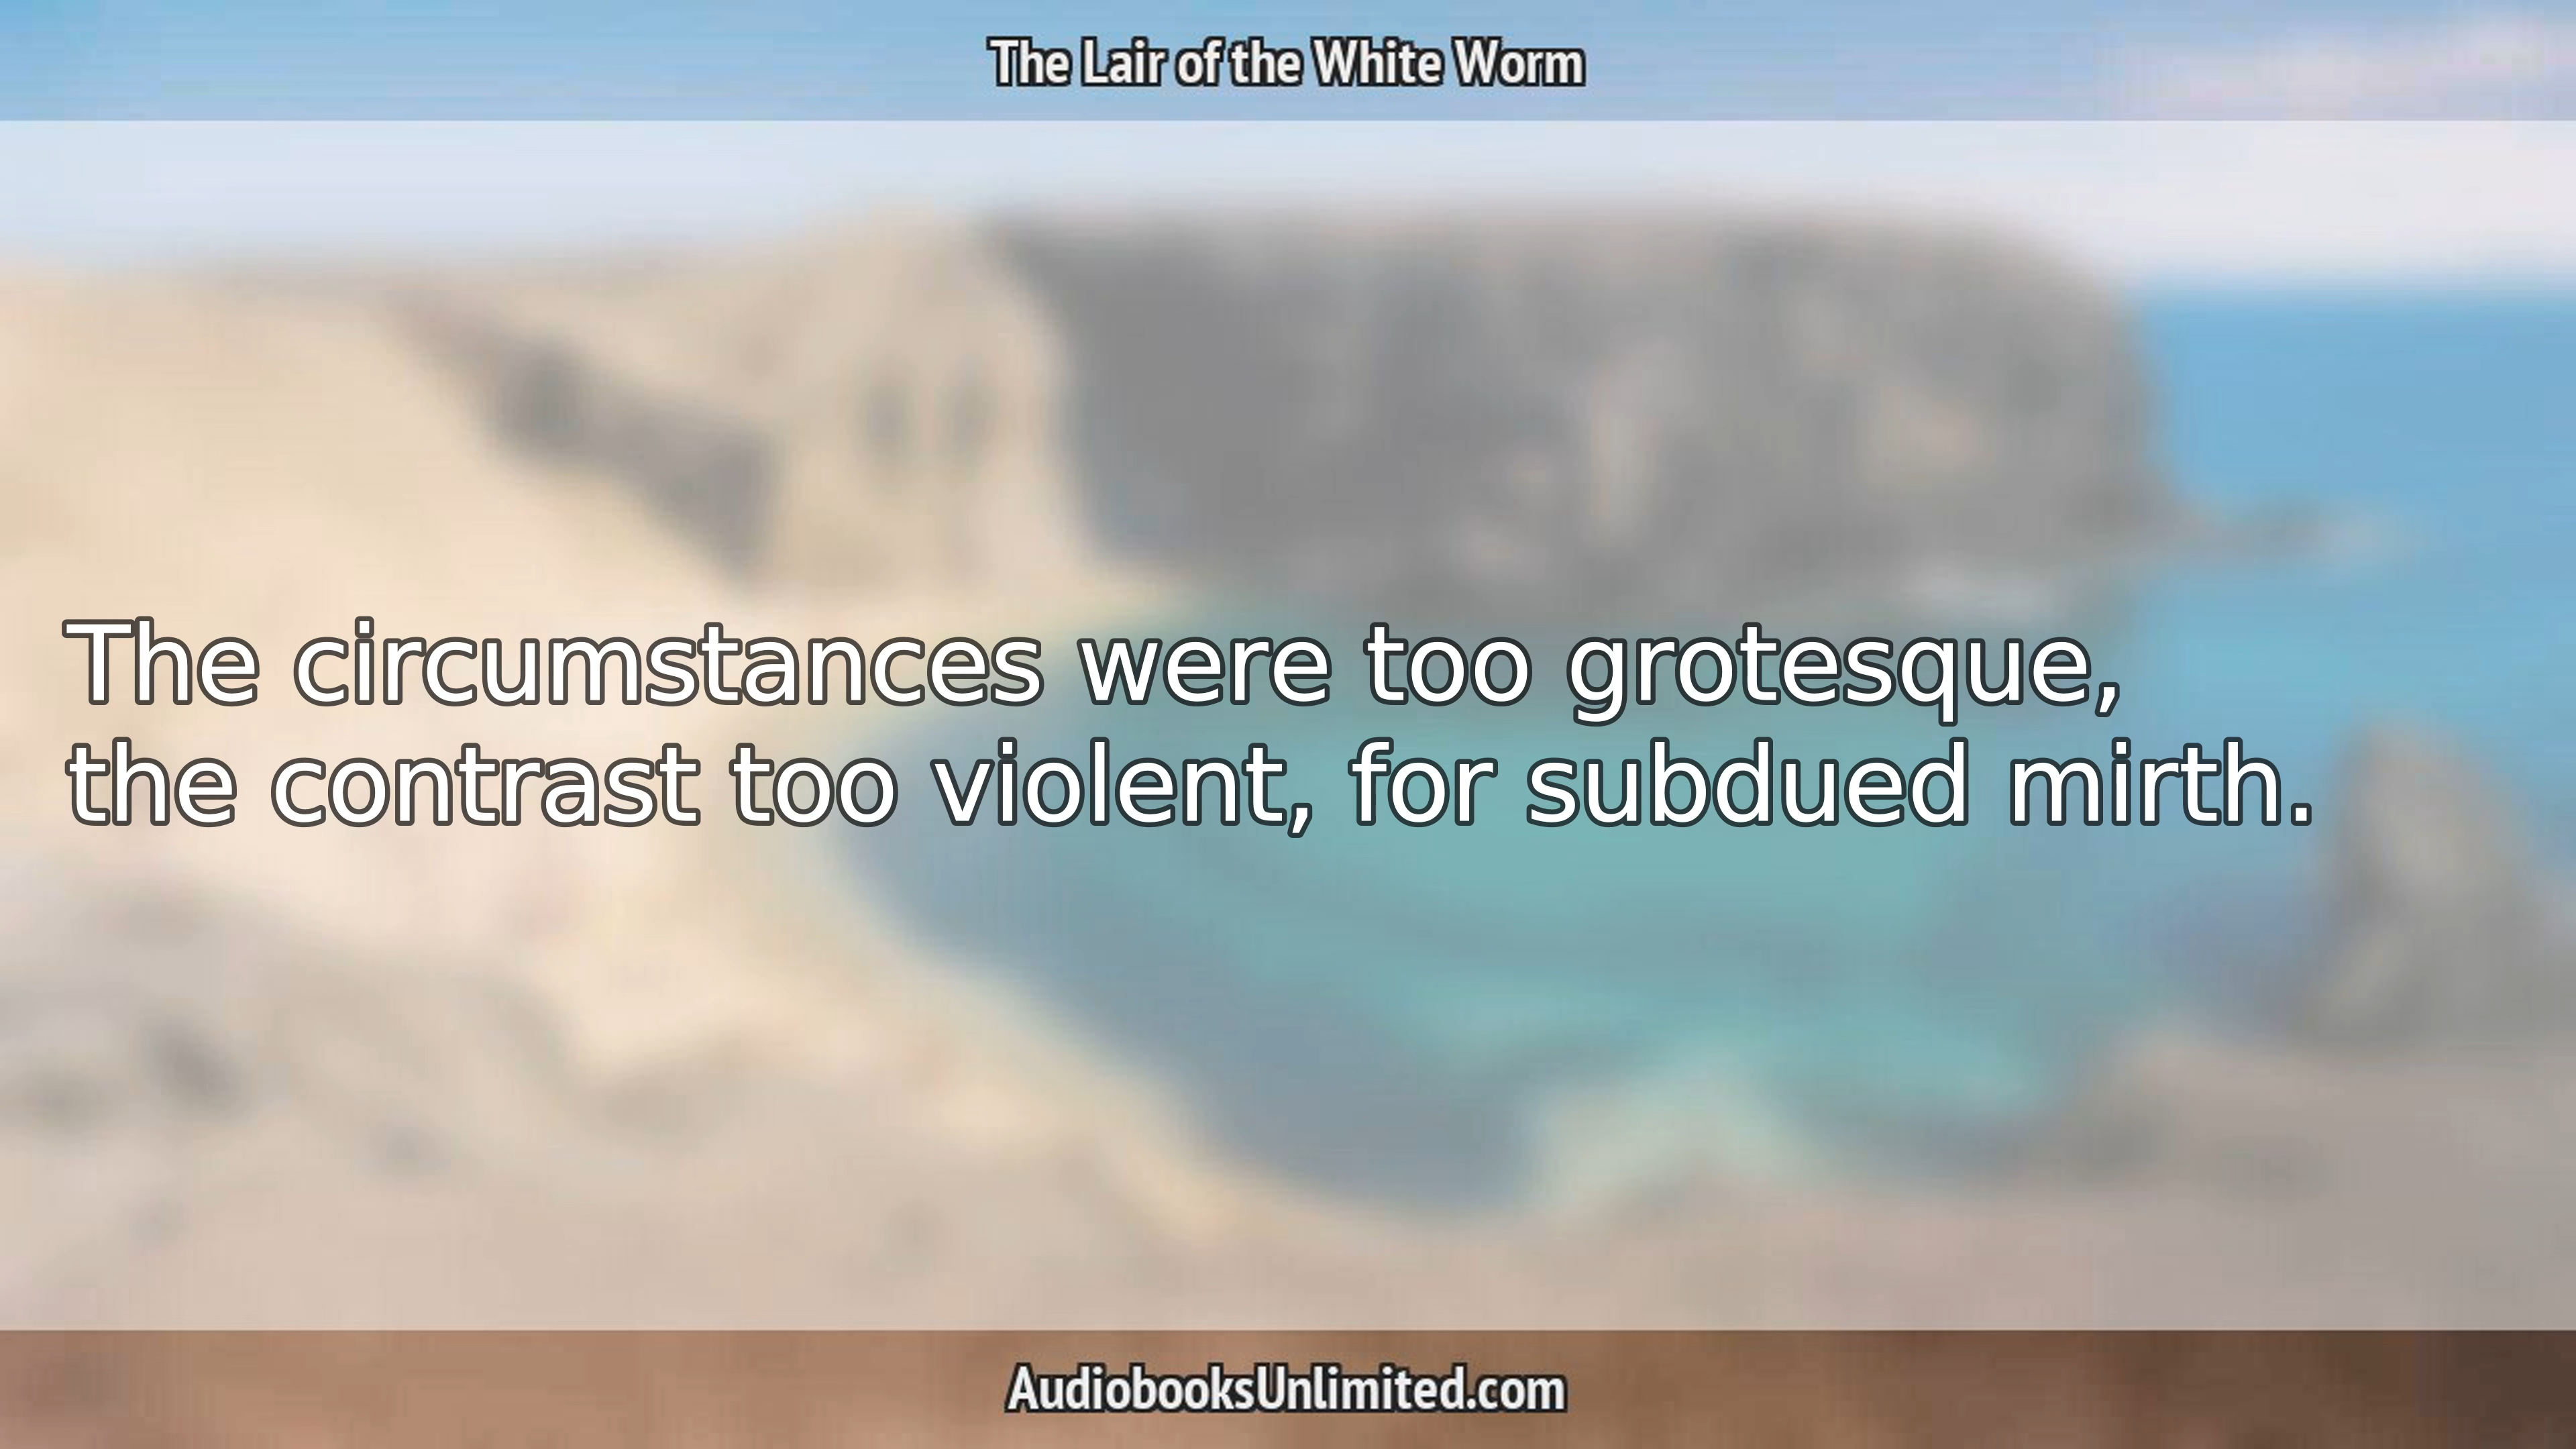 The Lair of the White Worm
The circumstances were too grotesque,
the contrast too violent, for subdued mirth.
AudiobooksUnlimited.com